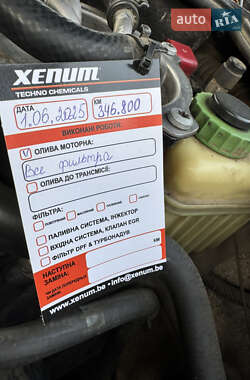 AUTO RIA
XENUM
TECHNO CHEMICALS
ДАТА
КМ
1.06.2025
346.800
ВИКОНАНІ РОБОТИ:
ОЛИВА МОТОРНА:
Все фильтра
ОЛИВА ДО ТРАНСМІСІЇ:
ФІЛЬТРА:
ПАЛИВНА СИСТЕМА, ІНЖЕКТОР
ВХІДНА СИСТЕМА, КЛАПАН EGR
ФІЛЬТР DPF & ТУРБОНАДУВ
НАСТУПНА
ЗАМІНА:
КМ
www.xenum.be • info@xenum.be